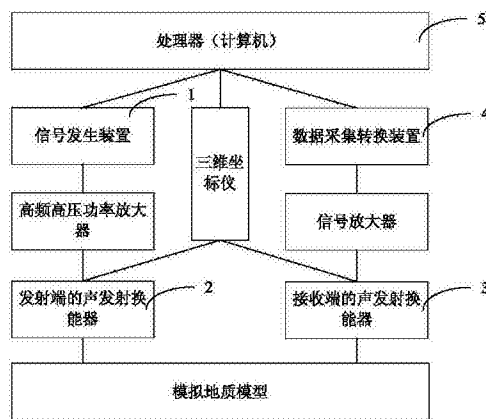 处理器（计算机）
5
1
信号发生装置
三维坐
标仪
数据采集转换装置
4
高频高压功率放大
器
信号放大器
发射端的声发射换
能器
2
接收端的声发射换
能器
3
模拟地质模型